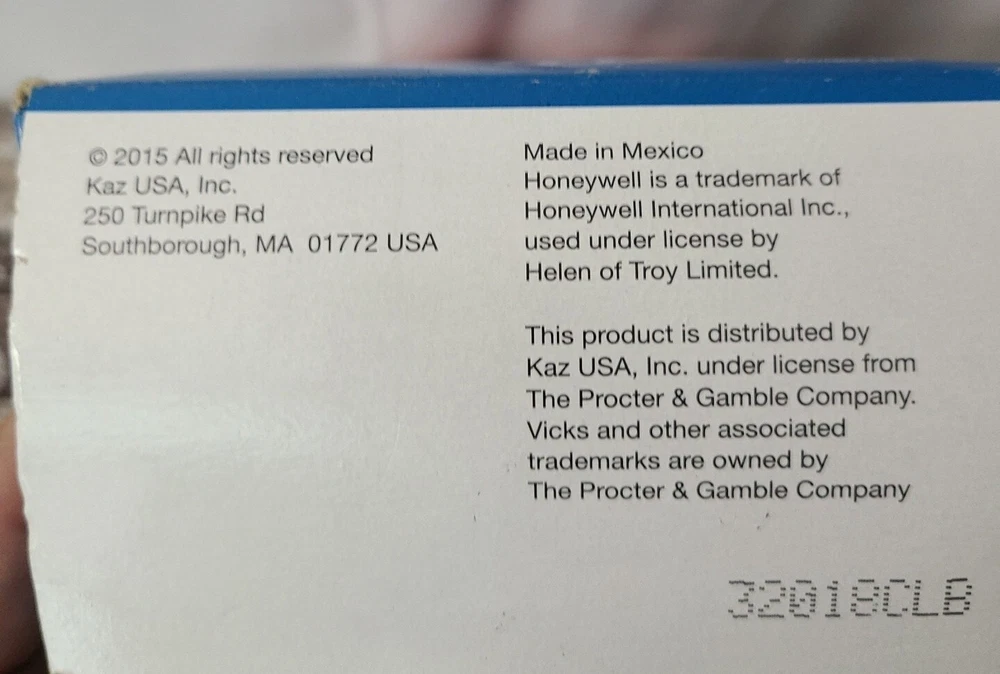 © 2015 All rights reserved
Kaz USA, Inc.
250 Turnpike Rd
Southborough, MA 01772 USA
Made in Mexico
Honeywell is a trademark of
Honeywell International Inc.,
used under license by
Helen of Troy Limited.
This product is distributed by
Kaz USA, Inc. under license from
The Procter & Gamble Company.
Vicks and other associated
trademarks are owned by
The Procter & Gamble Company
32018CLB